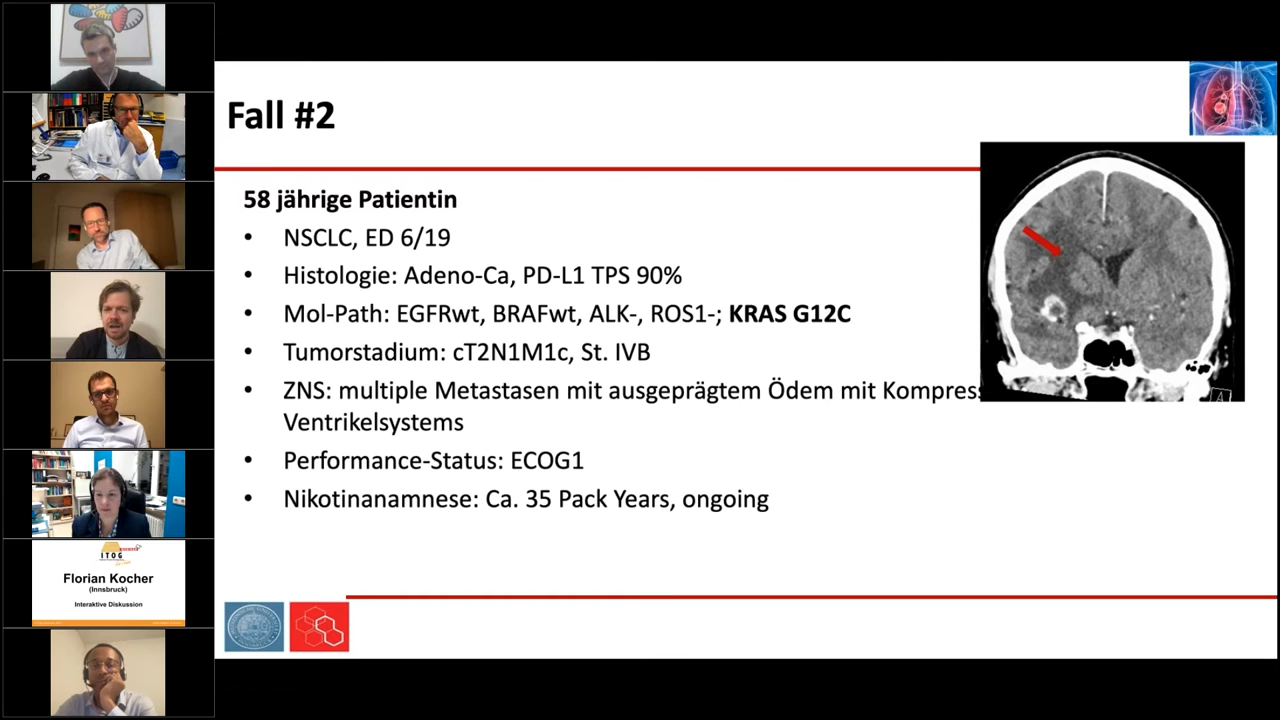 Fall #2
58 jährige Patientin
• NSCLC, ED 6/19
• Histologie: Adeno-Ca, PD-L1 TPS 90%
• Mol-Path: EGFRwt, BRAFwt, ALK-, ROS1-; KRAS G12C
• Tumorstadium: cT2N1M1c, St. IVB
• ZNS: multiple Metastasen mit ausgeprägtem Ödem mit Kompress
Ventrikelsystems
• Performance-Status: ECOG1
• Nikotinanamnese: Ca. 35 Pack Years, ongoing
A
ITOG
Florian Kocher
(Innsbruck)
Interaktive Diskussion